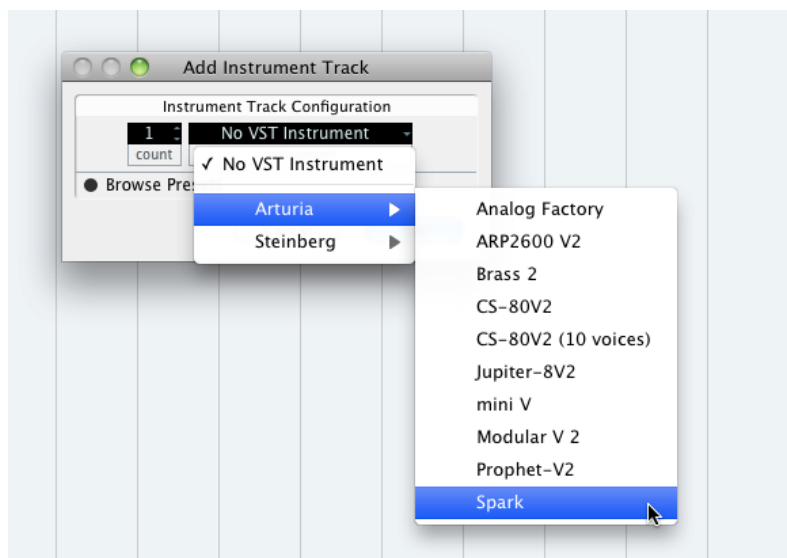 Add Instrument Track
Instrument Track Configuration
1 No VST Instrument
count
✓ No VST Instrument
Browse
Arturia
Steinberg
Analog Factory
ARP2600 V2
Brass 2
CS-80V2
CS-80V2 (10 voices)
Jupiter-8V2
mini V
Modular V 2
Prophet-V2
Spark